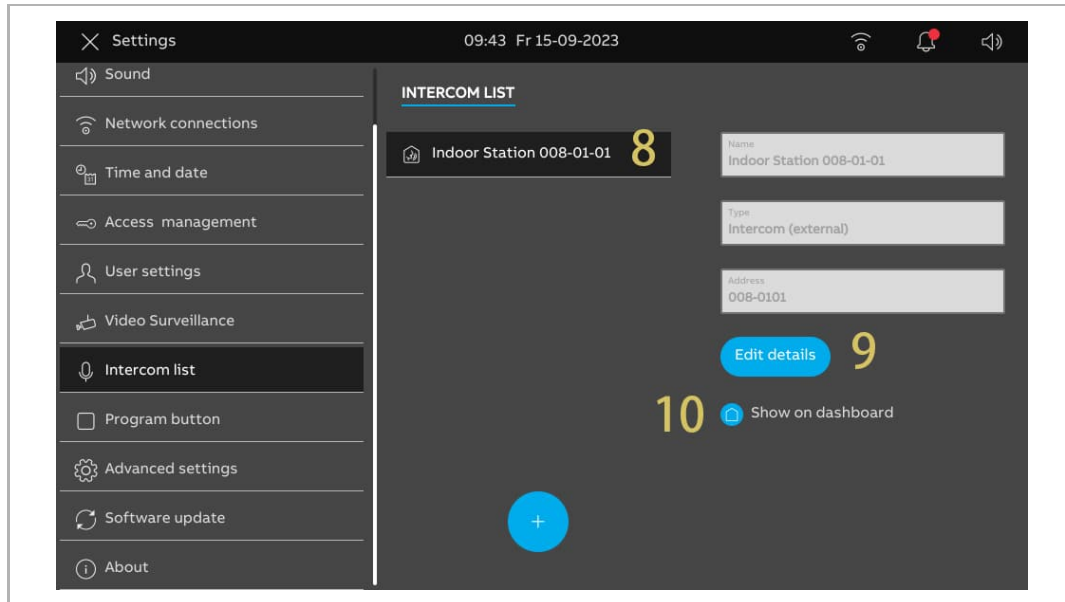 Settings
09:43 Fr 15-09-2023
Sound
Network connections
Time and date
Access management
User settings
Video Surveillance
Intercom list
Program button
Advanced settings
Software update
About
INTERCOM LIST
Indoor Station 008-01-01
8
Name
Indoor Station 008-01-01
Type
Intercom (external)
Address
008-0101
Edit details
9
10
Show on dashboard
+